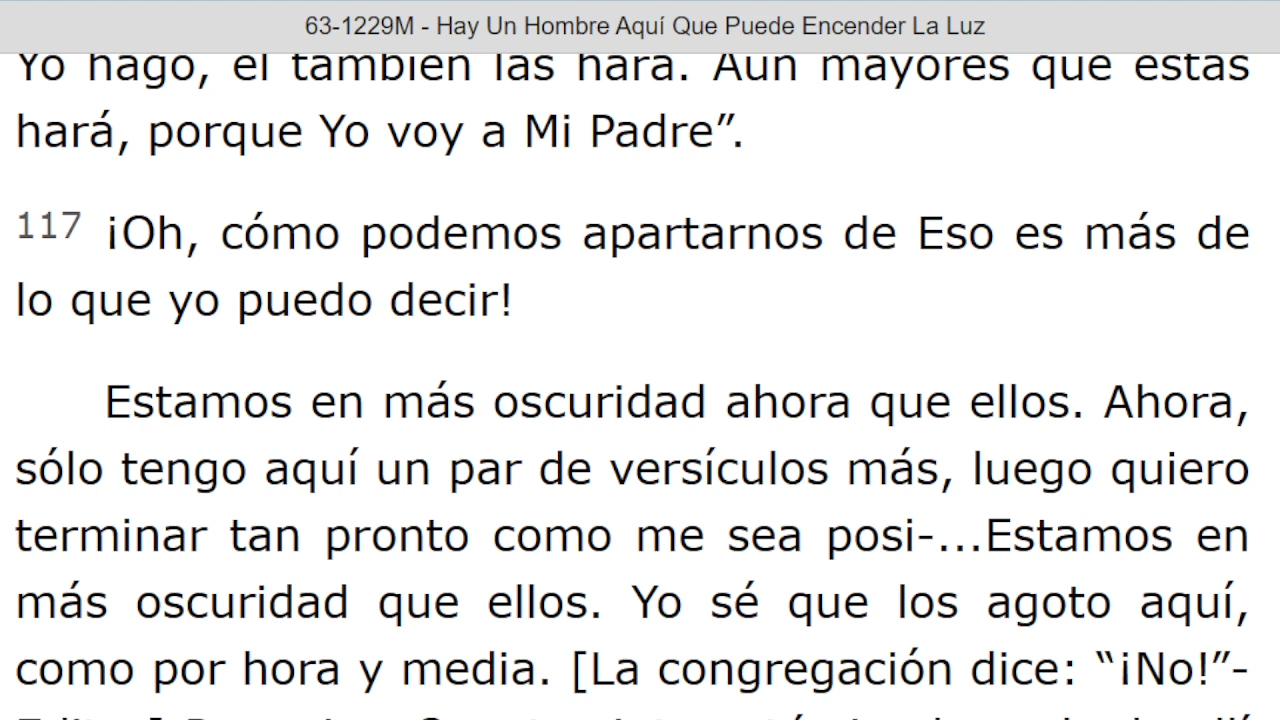 63-1229M - Hay Un Hombre Aquí Que Puede Encender La Luz
Yo hago, él también las hará. Aun mayores que estas
hará, porque Yo voy a Mi Padre”.
117 ¡Oh, cómo podemos apartarnos de Eso es más de
lo que yo puedo decir!
Estamos en más oscuridad ahora que ellos. Ahora,
sólo tengo aquí un par de versículos más, luego quiero
terminar tan pronto como me sea posi-...Estamos en
más oscuridad que ellos. Yo sé que los agoto aquí,
como por hora y media. [La congregación dice: “¡No!”-